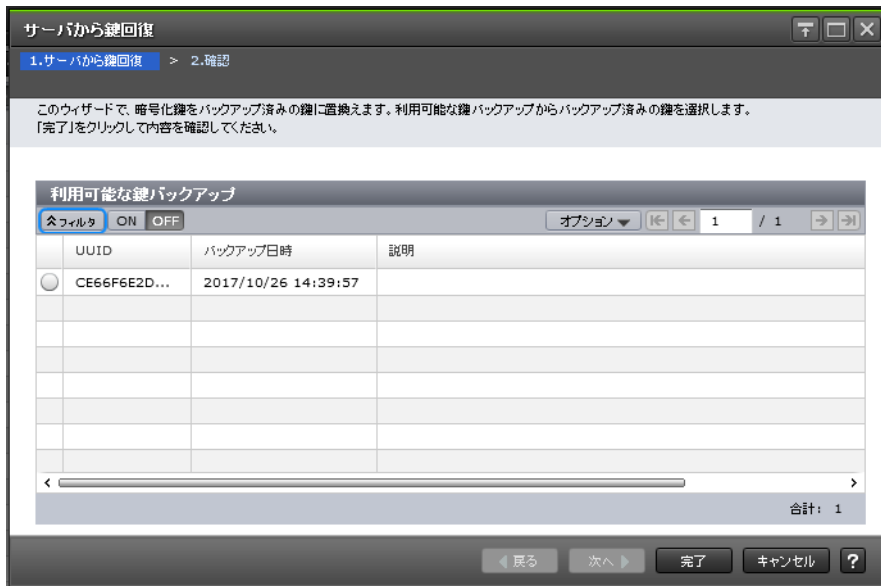 サーバから鍵回復
1.サーバから鍵回復 > 2.確認
このウィザードで、暗号化鍵をバックアップ済みの鍵に置換えます。利用可能な鍵バックアップからバックアップ済みの鍵を選択します。
「完了」をクリックして内容を確認してください。
利用可能な鍵バックアップ
フィルタ ON OFF オプション 1 / 1
UUID バックアップ日時 説明
CE66F6E2D... 2017/10/26 14:39:57
合計: 1
戻る 次へ 完了 キャンセル ?